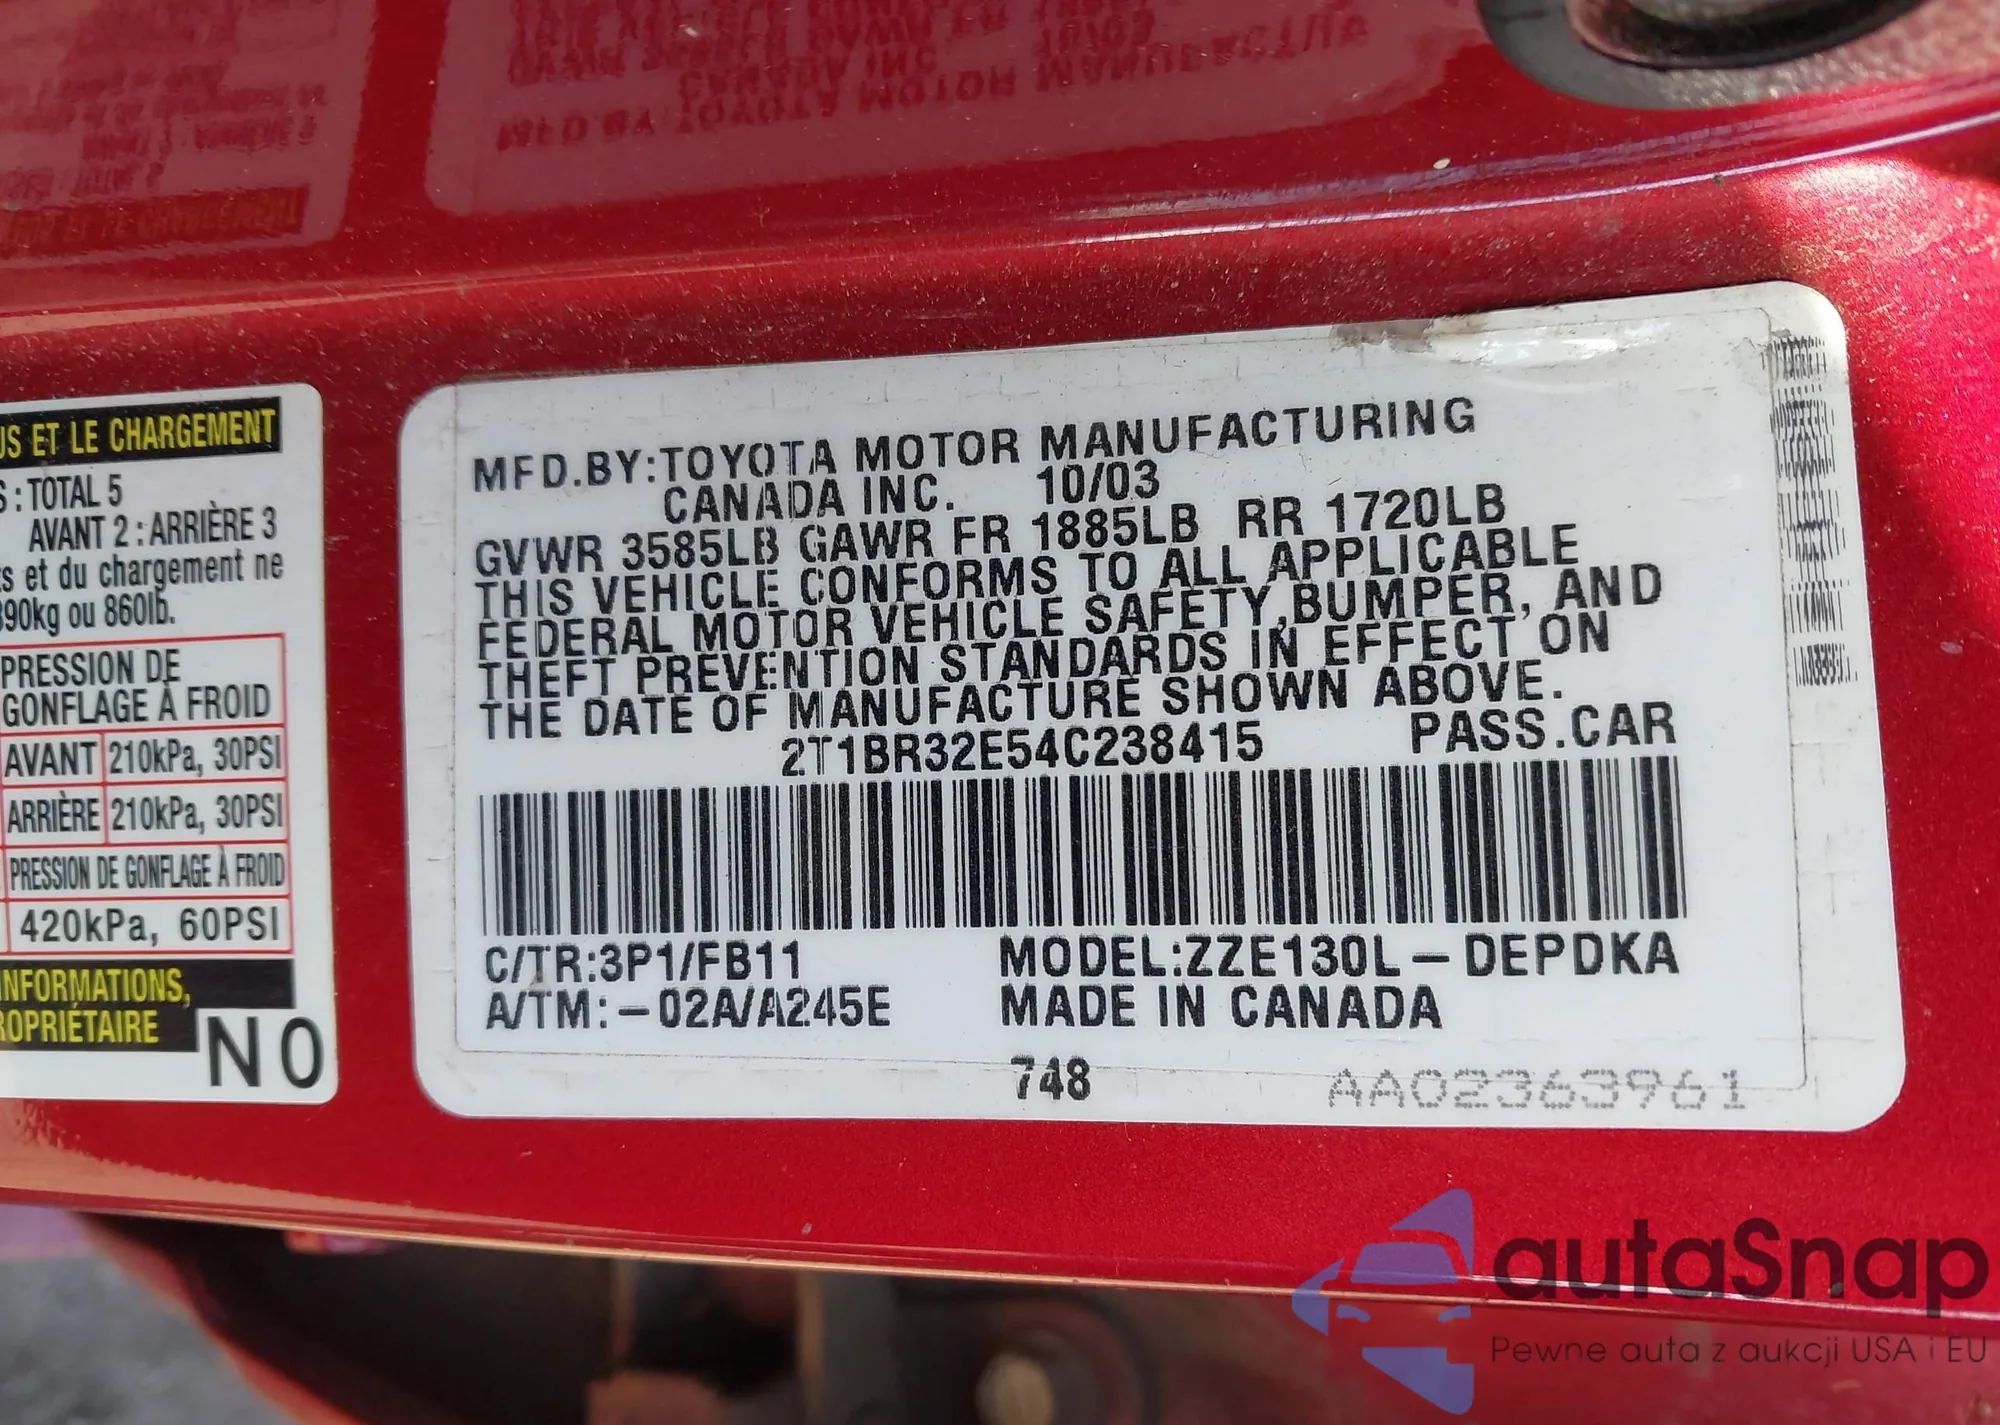 US ET LE CHARGEMENT
S : TOTAL 5
AVANT 2 : ARRIÈRE 3
ts et du chargement ne
390kg ou 860lb.
PRESSION DE
GONFLAGE À FROID
AVANT 210kPa, 30PSI
ARRIÈRE 210kPa, 30PSI
PRESSION DE GONFLAGE À FROID
420kPa, 60PSI
INFORMATIONS,
ROPRIÉTAIRE
N0
MFD.BY:TOYOTA MOTOR MANUFACTURING
CANADA INC. 10/03
GVWR 3585LB GAWR FR 1885LB RR 1720LB
THIS VEHICLE CONFORMS TO ALL APPLICABLE
FEDERAL MOTOR VEHICLE SAFETY,BUMPER, AND
THEFT PREVENTION STANDARDS IN EFFECT ON
THE DATE OF MANUFACTURE SHOWN ABOVE.
2T1BR32E54C238415 PASS.CAR
C/TR:3P1/FB11 MODEL:ZZE130L-DEPDKA
A/TM:-02A/A245E MADE IN CANADA
748 AA02363961
autaSnap
Pewne auta z aukcji USA i EU